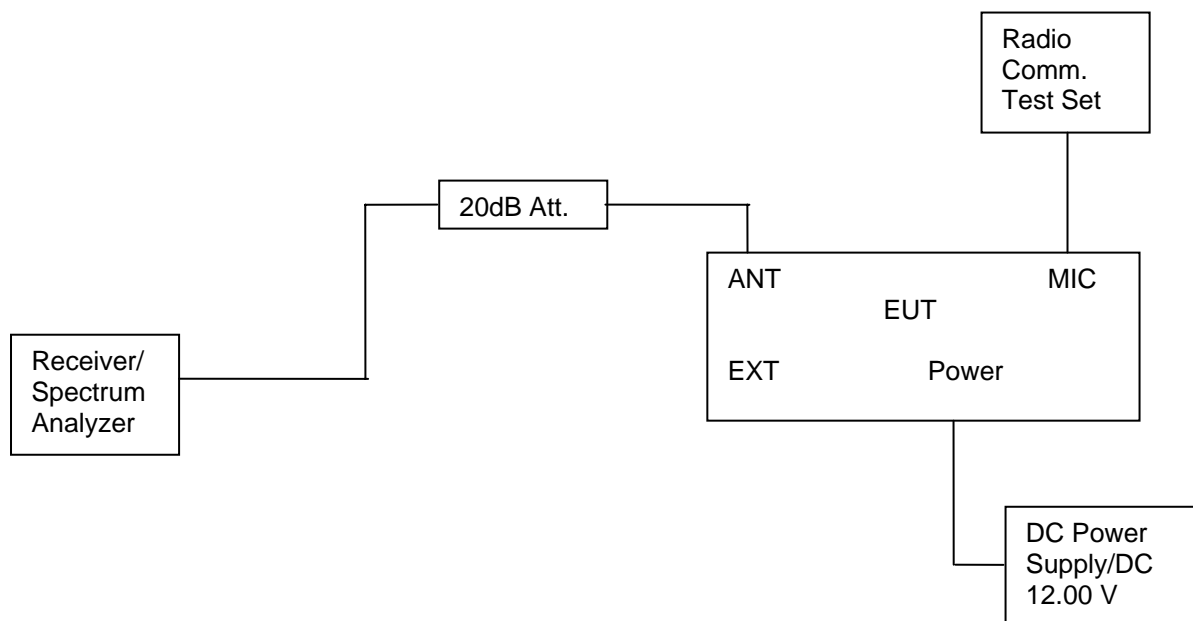 Radio
Comm.
Test Set
20dB Att.
ANT
MIC
EUT
Receiver/
Spectrum
Analyzer
EXT
Power
DC Power
Supply/DC
12.00 V